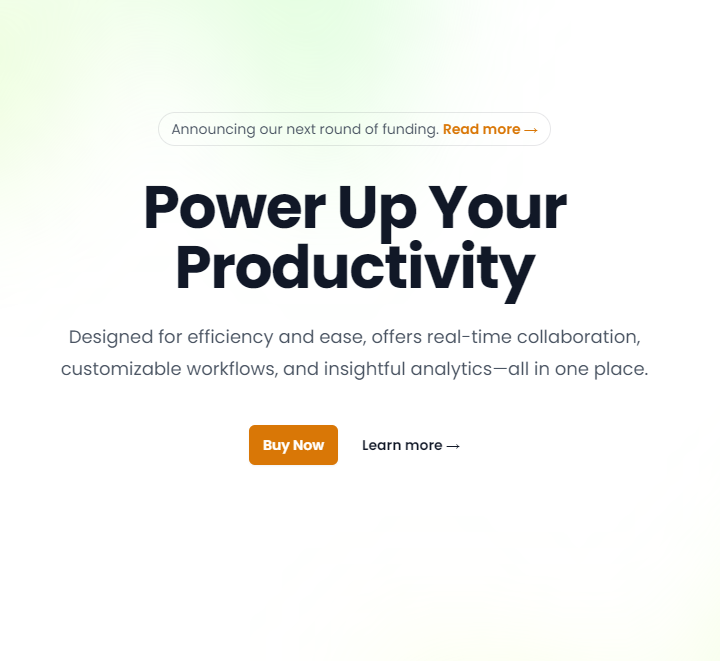 Announcing our next round of funding. Read more →
Power Up Your
Productivity
Designed for efficiency and ease, offers real-time collaboration,
customizable workflows, and insightful analytics—all in one place.
Buy Now
Learn more →